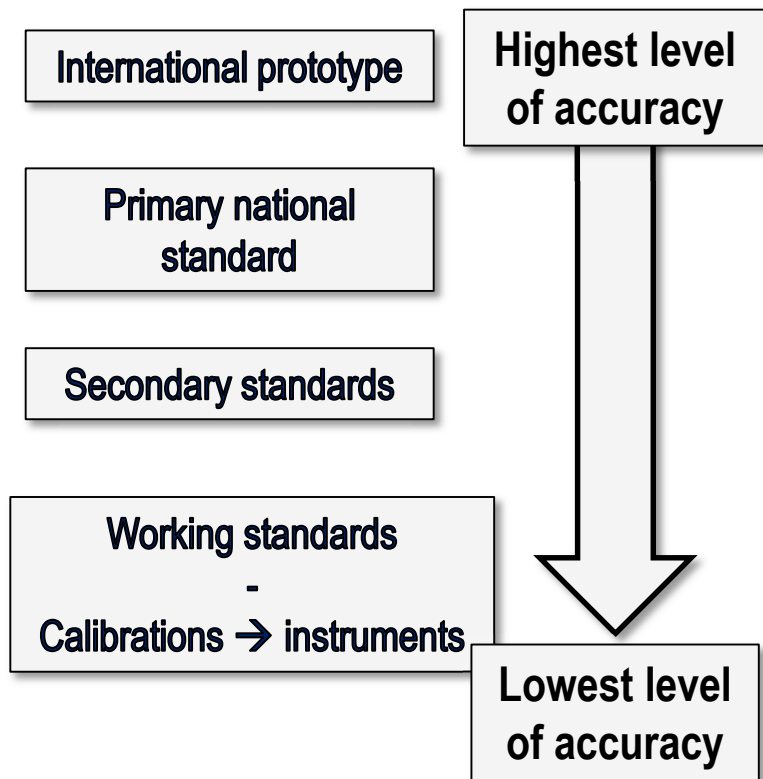 International prototype
Highest level
of accuracy
Primary national
standard
Secondary standards
Working standards
-
Calibrations → instruments
Lowest level
of accuracy